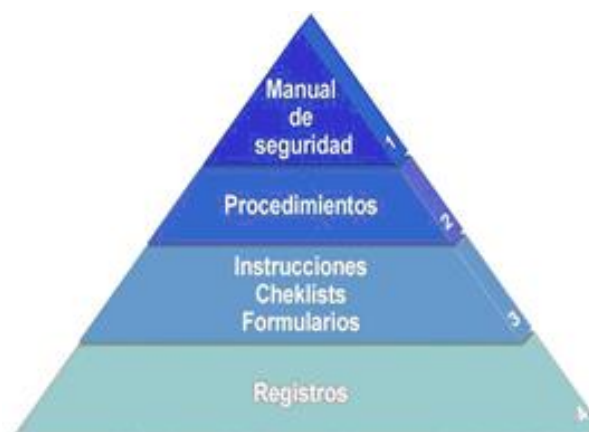 Manual
de
seguridad
1
Procedimientos
2
Instrucciones
Cheklists
Formularios
3
Registros
4